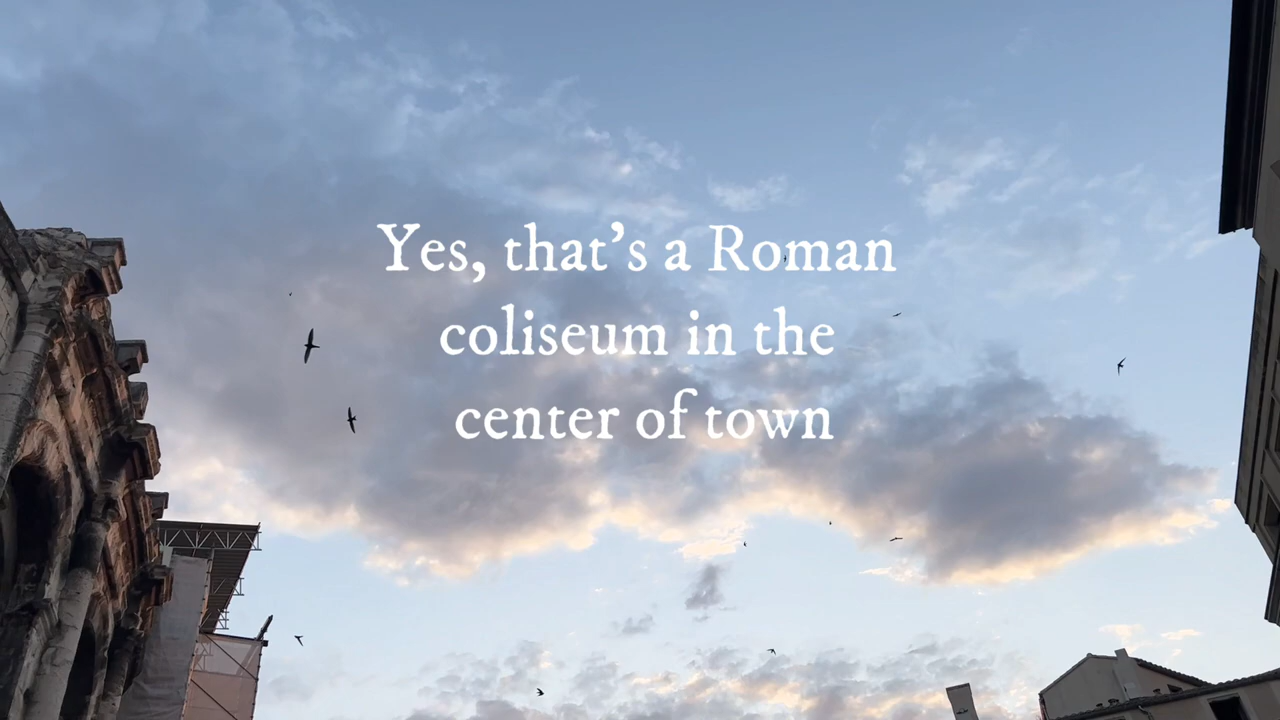 Yes, that’s a Roman
coliseum in the
center of town